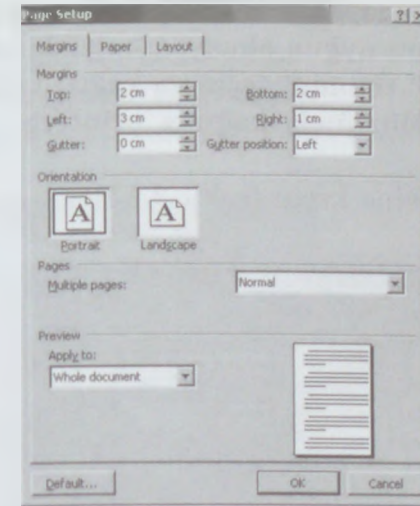 Page Setup ? x
Margins Paper Layout
Margins
Top: 2 cm Bottom: 2 cm
Left: 3 cm Right: 1 cm
Gutter: 0 cm Gutter position: Left
Orientation
A A
Portrait Landscape
Pages
Multiple pages: Normal
Preview
Apply to:
Whole document
Default... OK Cancel